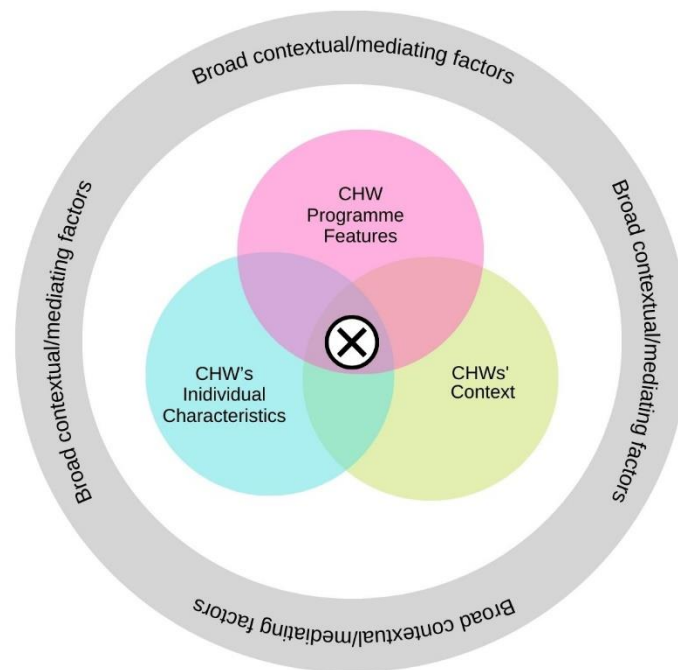 Broad contextual/mediating factors
Broad contextual/mediating factors
Broad contextual/mediating factors
CHW
Programme
Features
CHW's
Inidividual
Characteristics
CHWs'
Context
Broad contextual/mediating factors